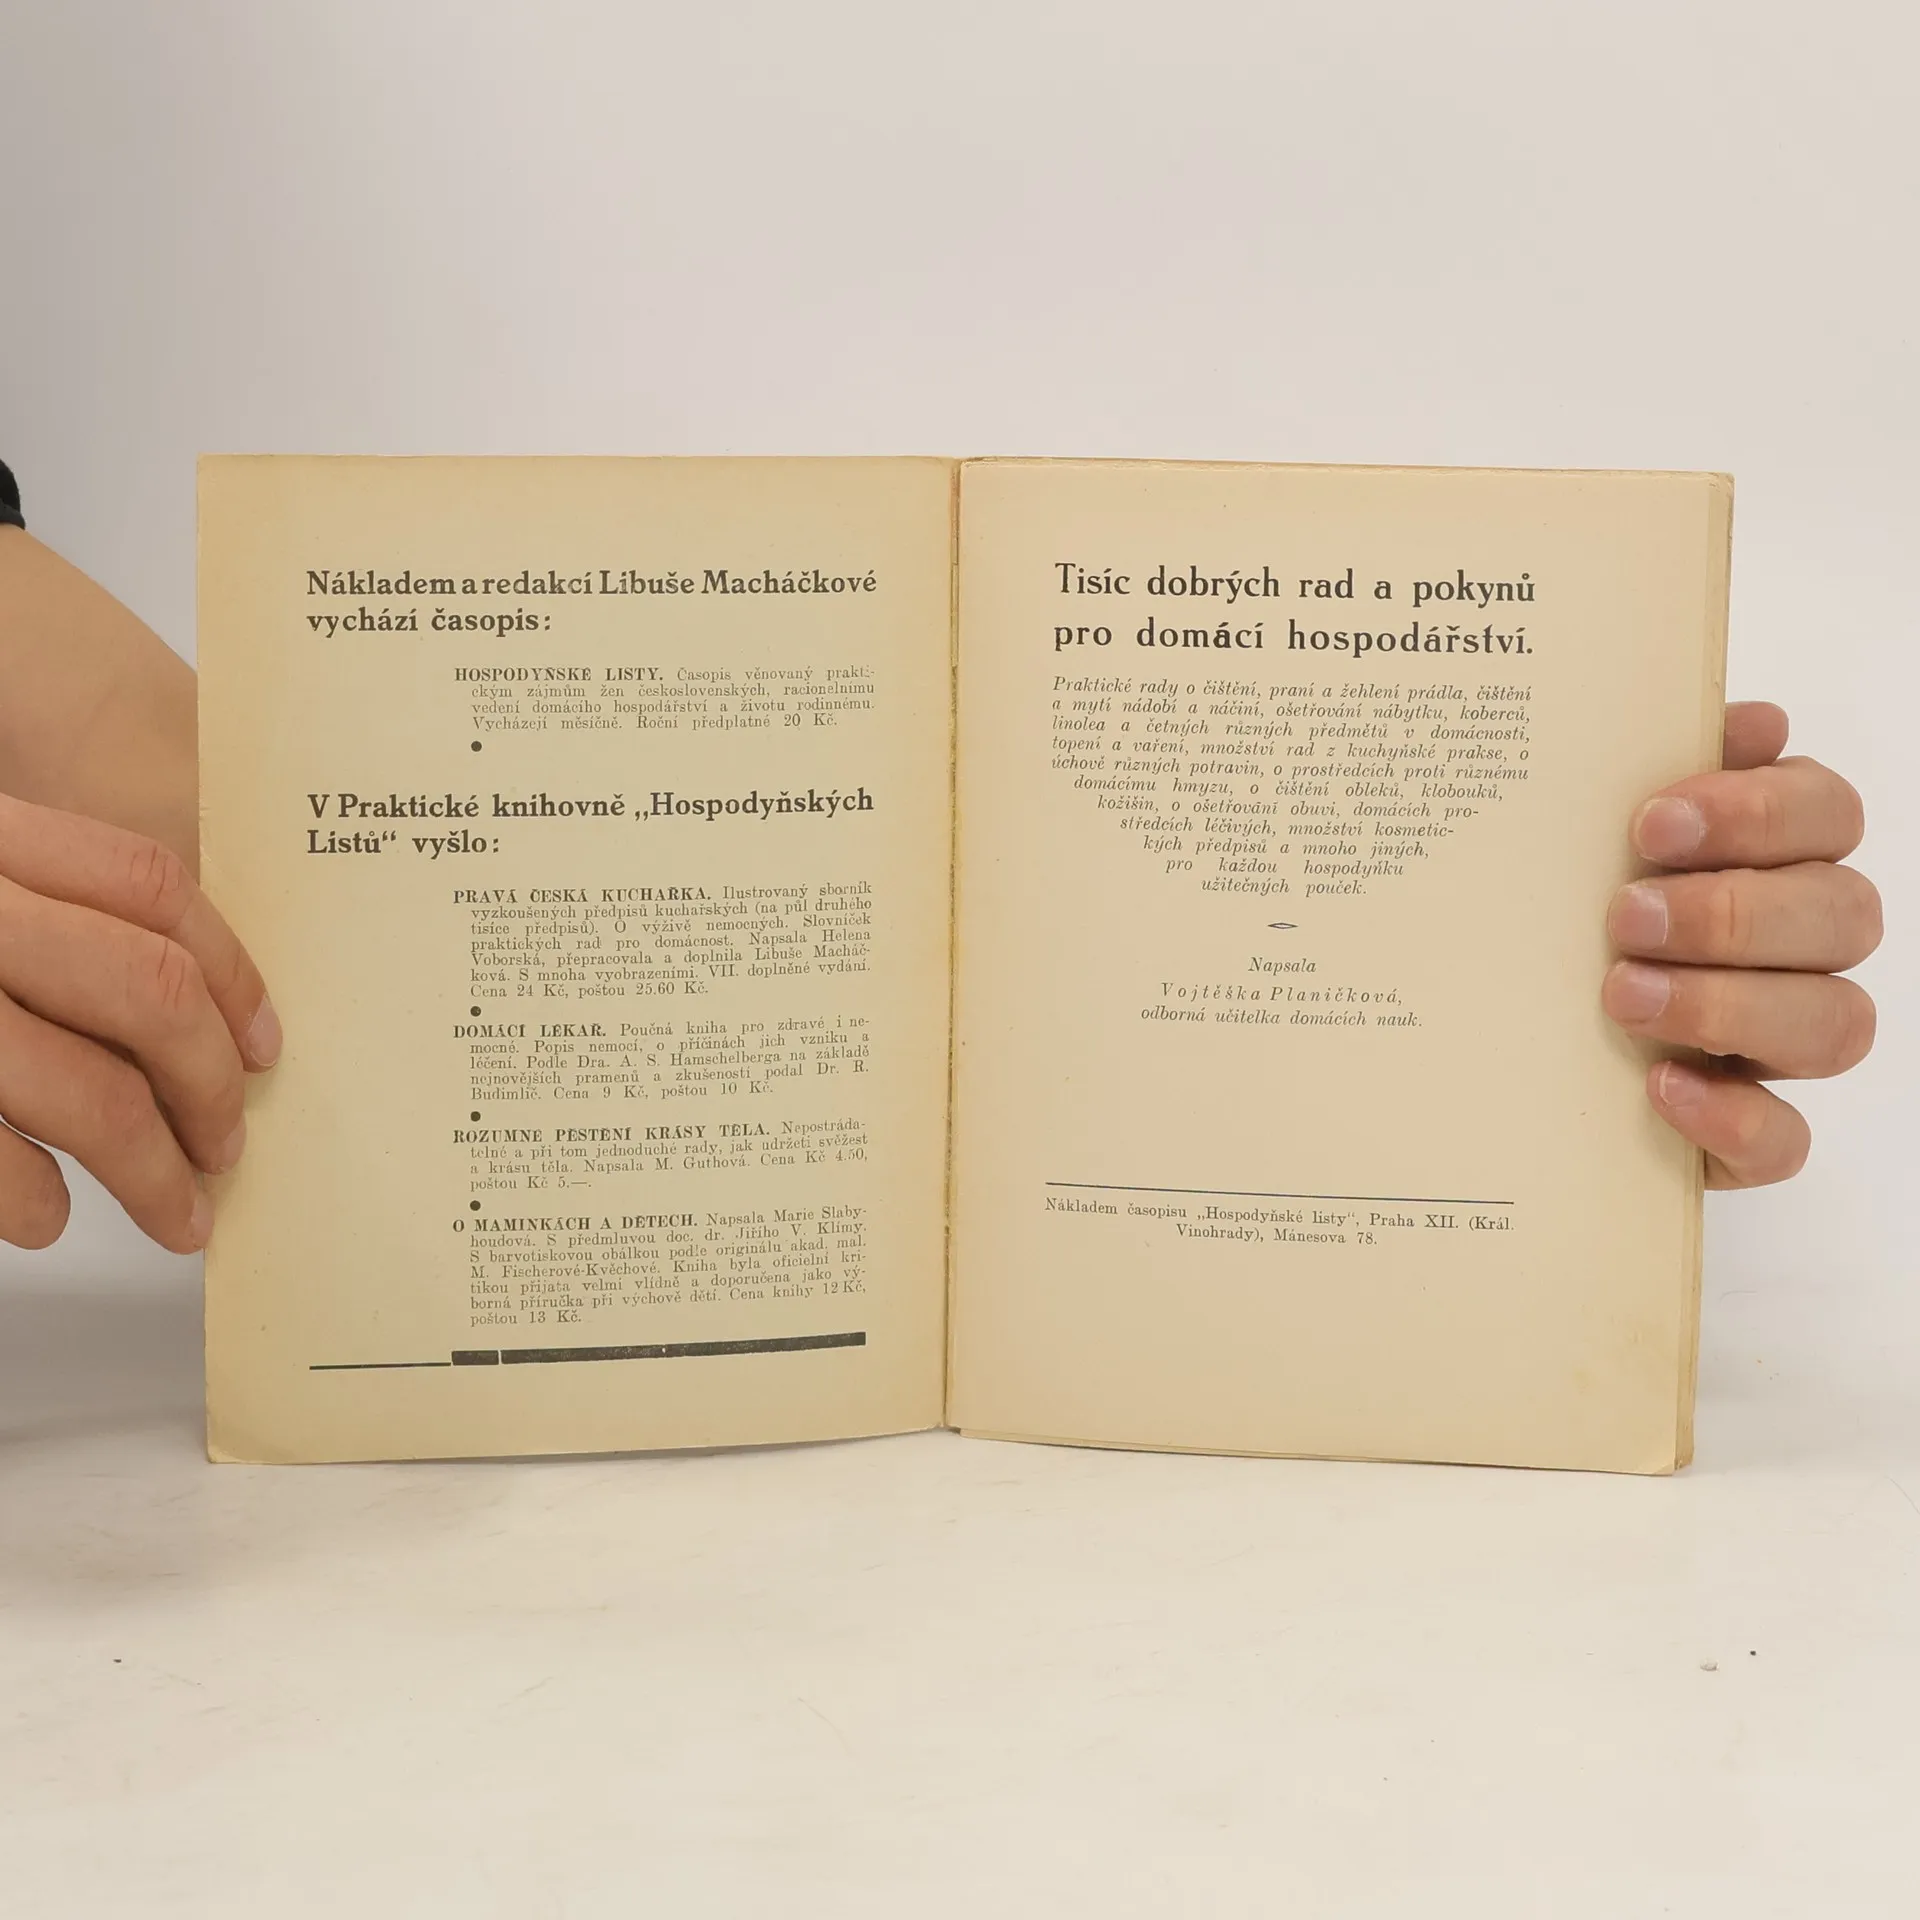 Nákladem a redakcí Libuše Macháčkové
vychází časopis:
HOSPODYŇSKÉ LISTY. Časopis věnovaný prakti-
ckým zájmům žen československých, racionelnímu
vedení domácího hospodářství a životu rodinnému.
Vycházejí měsíčně. Roční předplatné 20 Kč.
V Praktické knihovně „Hospodyňských
Listů“ vyšlo:
PRAVÁ ČESKÁ KUCHAŘKA. Ilustrovaný sborník
vyzkoušených předpisů kuchařských (na půl druhého
tisíce předpisů). O výživě nemocných. Slovníček
praktických rad pro domácnost. Napsala Helena
Voborská, přepracovala a doplnila Libuše Macháč-
ková. S mnoha vyobrazeními. VII. doplněné vydání.
Cena 24 Kč, poštou 25.60 Kč.
DOMÁCÍ LÉKAŘ. Poučná kniha pro zdravé i ne-
mocné. Popis nemocí, o příčinách jich vzniku a
léčení. Podle Dra. A. S. Hamschelberga na základě
nejnovějších pramenů a zkušeností podal Dr. R.
Budimlič. Cena 9 Kč, poštou 10 Kč.
ROZUMNÉ PĚSTĚNÍ KRÁSY TĚLA. Nepostráda-
telné a při tom jednoduché rady, jak udržeti svěžest
a krásu těla. Napsala M. Guthová. Cena Kč 4.50,
poštou Kč 5.—.
O MAMINKÁCH A DĚTECH. Napsala Marie Slaby-
houdová. S předmluvou doc. dr. Jiřího V. Klímy.
S barvotiskovou obálkou podle originálu akad. mal.
M. Fischerové-Kvěchové. Kniha byla oficielní kri-
tikou přijata velmi vlídně a doporučena jako vý-
borná příručka při výchově dětí. Cena knihy 12 Kč,
poštou 13 Kč.
Tisíc dobrých rad a pokynů
pro domácí hospodářství.
Praktické rady o čištění, praní a žehlení prádla, čištění
a mytí nádobí a náčiní, ošetřování nábytku, koberců,
linolea a četných různých předmětů v domácnosti,
topení a vaření, množství rad z kuchyňské prakse, o
úchově různých potravin, o prostředcích proti různému
domácímu hmyzu, o čištění obleků, klobouků,
kožišin, o ošetřování obuvi, domácích pro-
středcích léčivých, množství kosmetic-
kých předpisů a mnoho jiných,
pro každou hospodyňku
užitečných pouček.
Napsala
Vojtěška Planičková,
odborná učitelka domácích nauk.
Nákladem časopisu „Hospodyňské listy“, Praha XII. (Král.
Vinohrady), Mánesova 78.